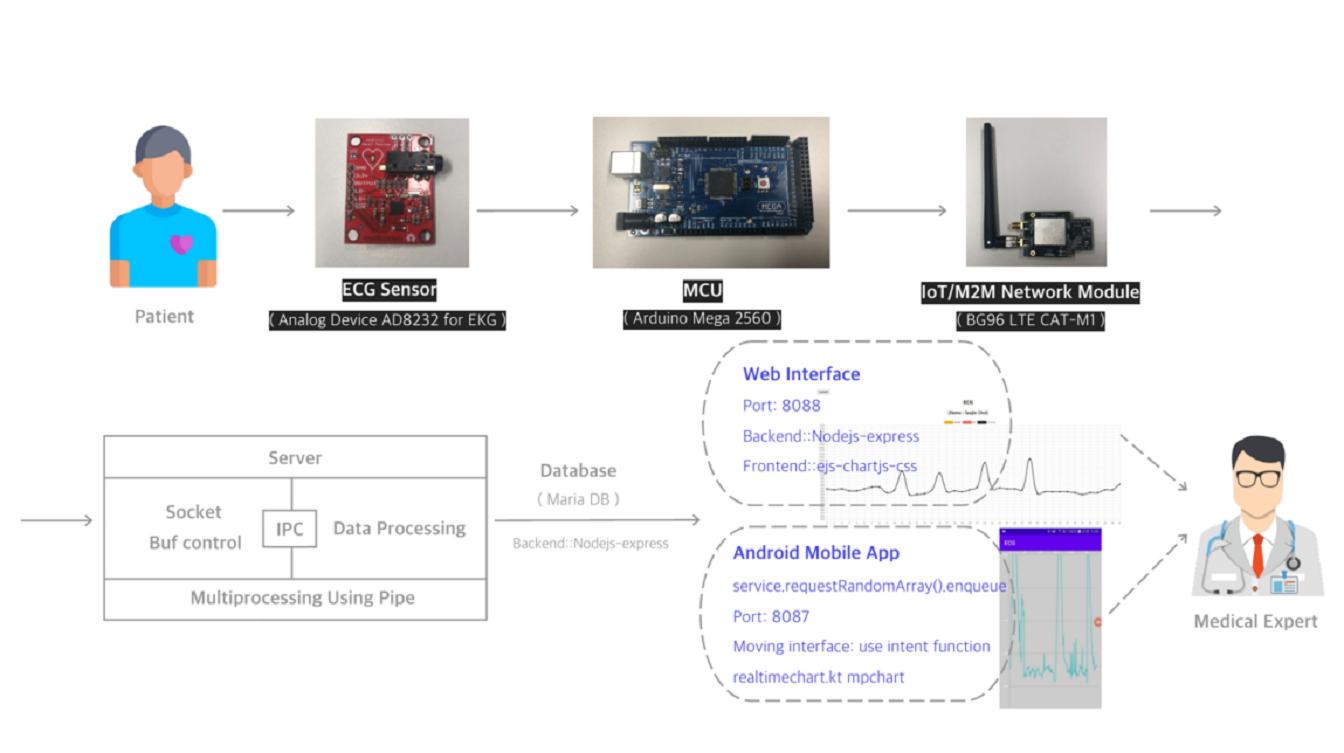 Patient
ECG Sensor
( Analog Device AD8232 for EKG )
MCU
( Arduino Mega 2560 )
IoT/M2M Network Module
( BG96 LTE CAT-M1 )
MEGA
Server
Socket
Buf control
IPC
Data Processing
Multiprocessing Using Pipe
Database
( Maria DB )
Backend::Nodejs-express
Web Interface
Port: 8088
Backend::Nodejs-express
Frontend::ejs-chartjs-css
ECG
Android Mobile App
service.requestRandomArray().enqueue
Port: 8087
Moving interface: use intent function
realtimechart.kt mpchart
ECG
Medical Expert